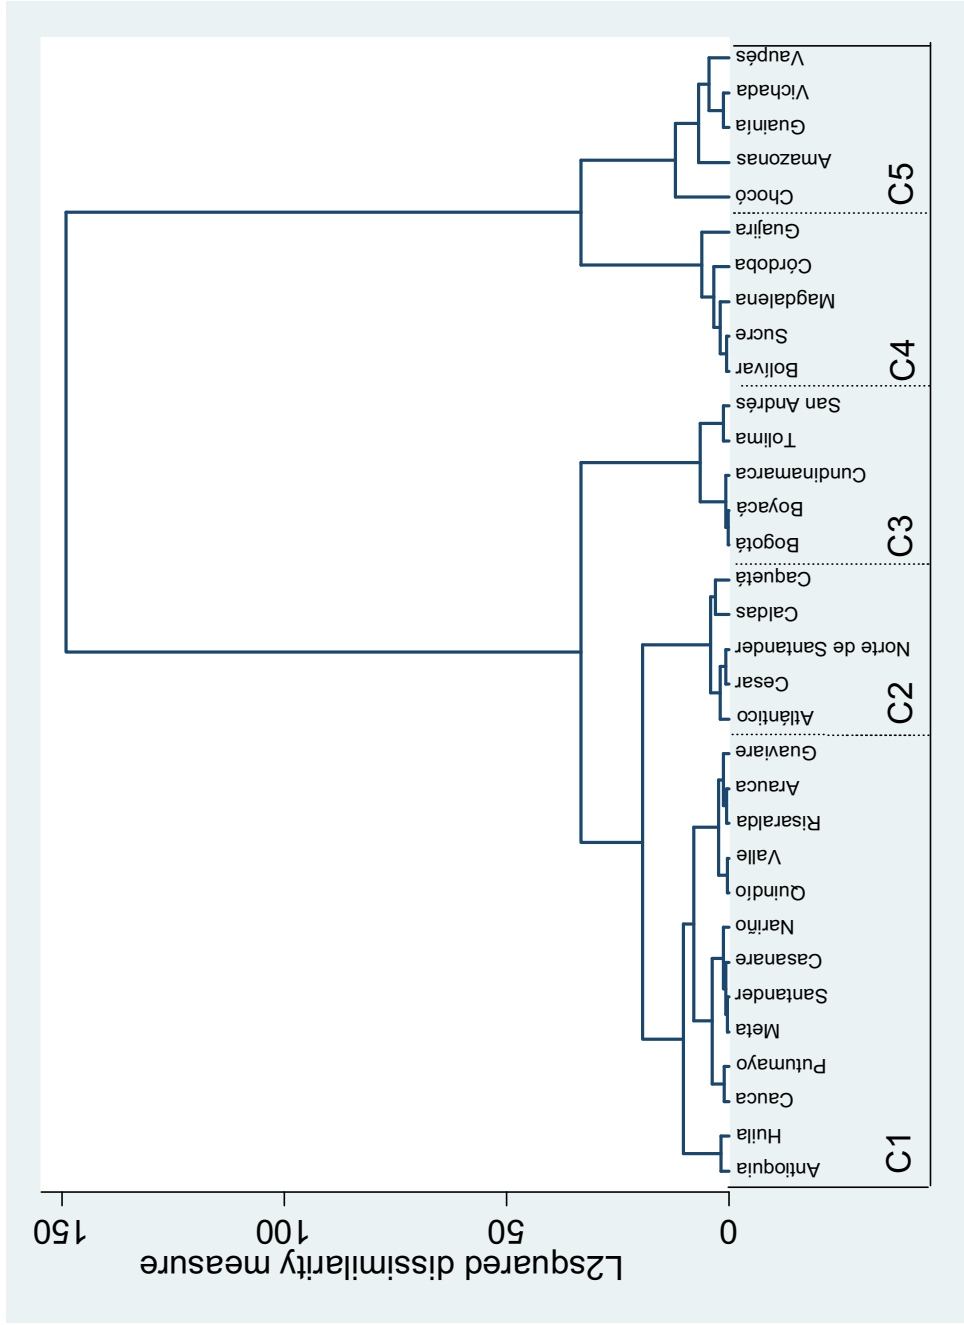 Vaupés
Vichada
Guainía
Amazonas
Chocó
C5
Guajira
Córdoba
Magdalena
Sucre
Bolívar
C4
San Andrés
Tolima
Cundinamarca
Boyacá
Bogotá
C3
Caquetá
Caldas
Norte de Santander
Cesar
Atlántico
C2
Guaviare
Arauca
Risaralda
Valle
Quindío
Nariño
Casanare
Santander
Meta
Putumayo
Cauca
Huila
Antioquia
C1
150
100
50
0
L2squared dissimilarity measure